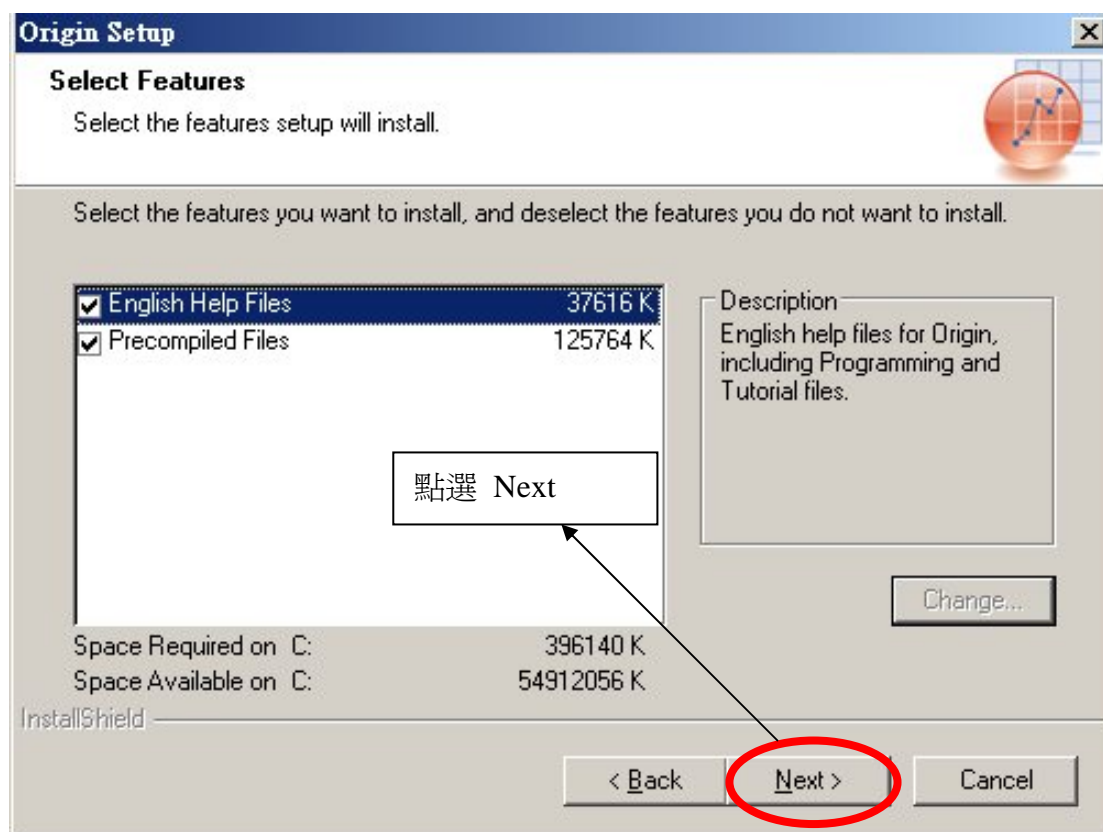 Origin Setup
Select Features
Select the features setup will install.
Select the features you want to install, and deselect the features you do not want to install.
English Help Files 37616 K
Precompiled Files 125764 K
Description
English help files for Origin,
including Programming and
Tutorial files.
點選 Next
Change...
Space Required on C: 396140 K
Space Available on C: 54912056 K
InstallShield
< Back Next > Cancel